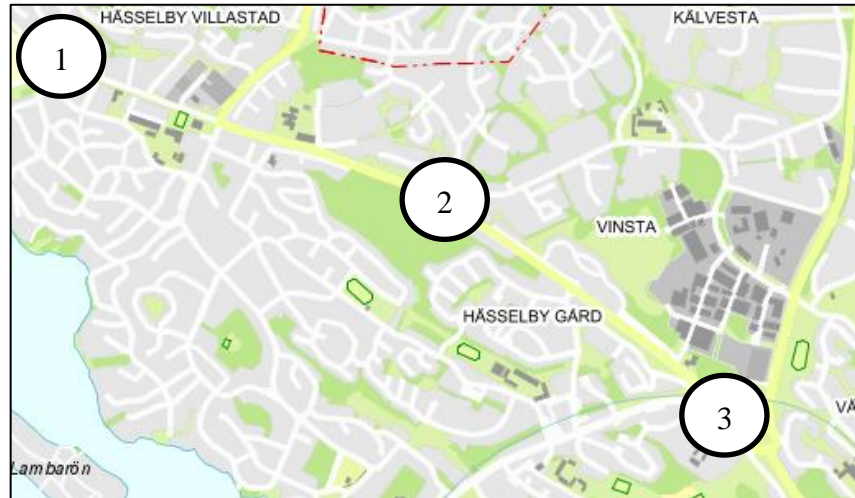 HÄSSELBY VILLASTAD
KÄLVESTA
1
2
VINSTA
HÄSSELBY GÅRD
3
VÄ
Lambarön